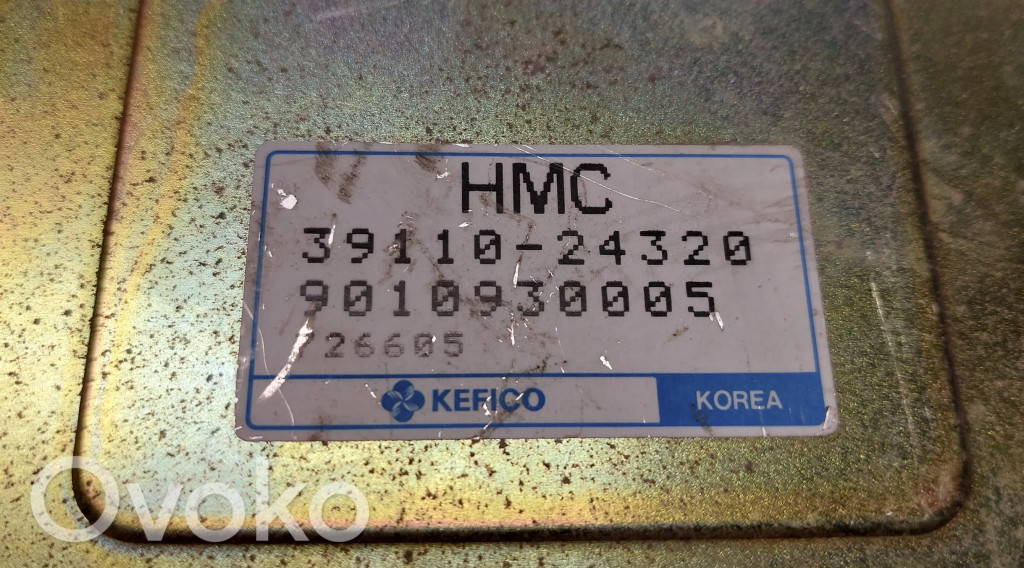 HMC
39110-24320
9010930005
726605
KEFICO KOREA
Ovoko